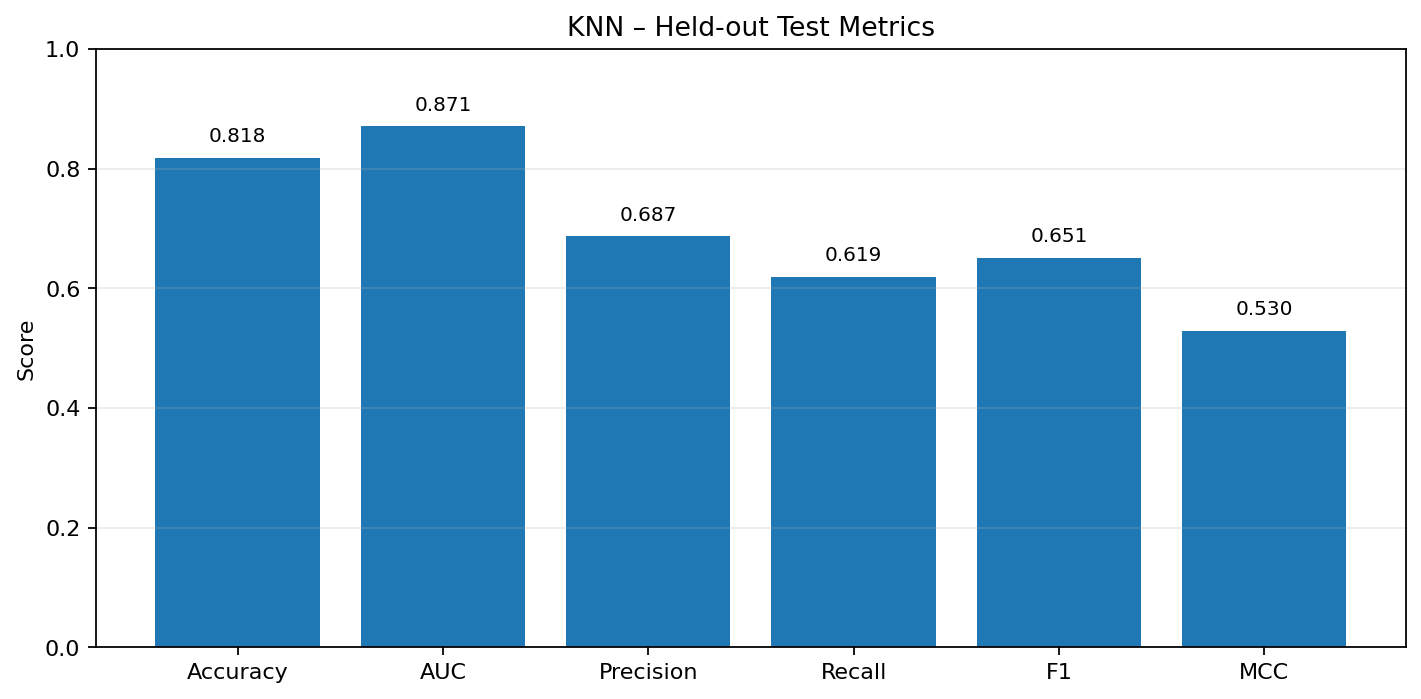 KNN – Held-out Test Metrics
1.0
0.8
0.6
0.4
0.2
0.0
Score
0.818
0.871
0.687
0.619
0.651
0.530
Accuracy
AUC
Precision
Recall
F1
MCC